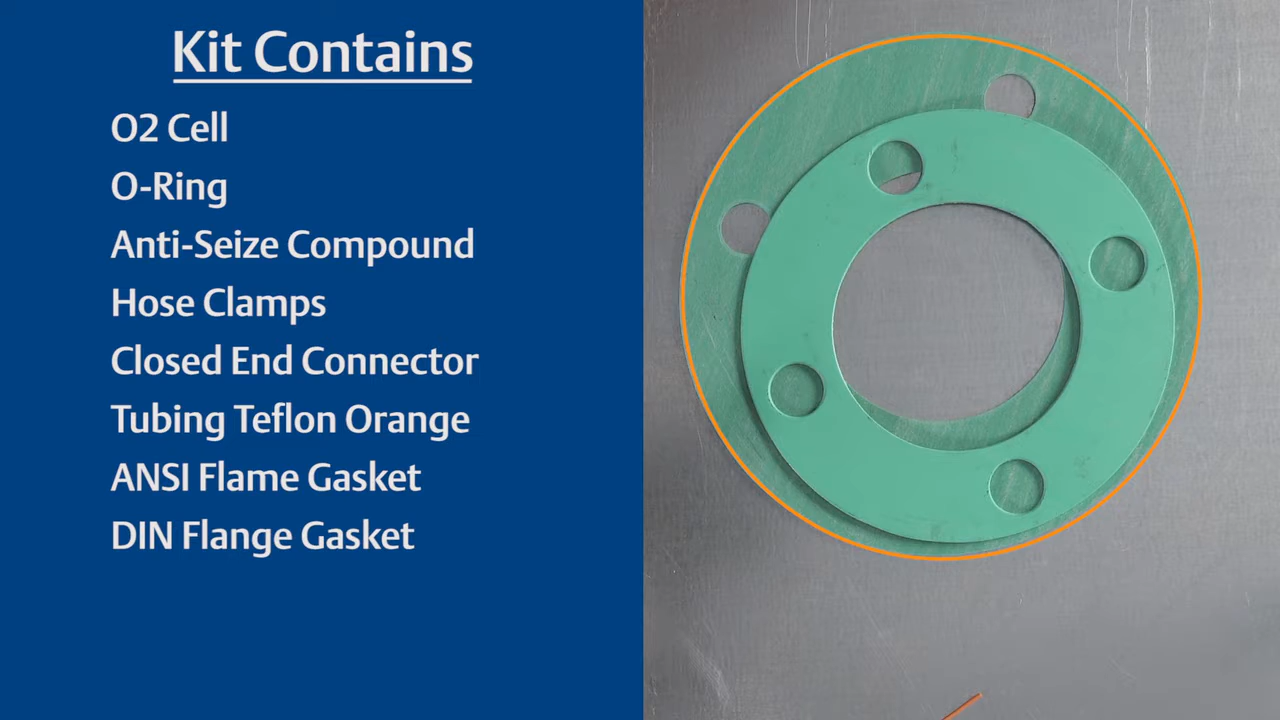 Kit Contains
O2 Cell
O-Ring
Anti-Seize Compound
Hose Clamps
Closed End Connector
Tubing Teflon Orange
ANSI Flame Gasket
DIN Flange Gasket